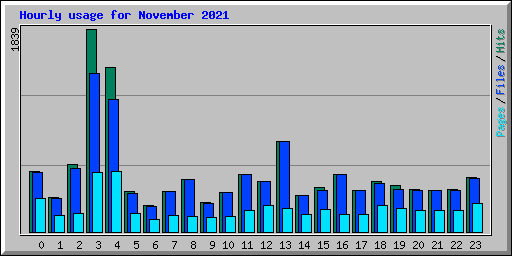 Hourly usage for November 2021
1839
Pages/Files/Hits
0 1 2 3 4 5 6 7 8 9 10 11 12 13 14 15 16 17 18 19 20 21 22 23